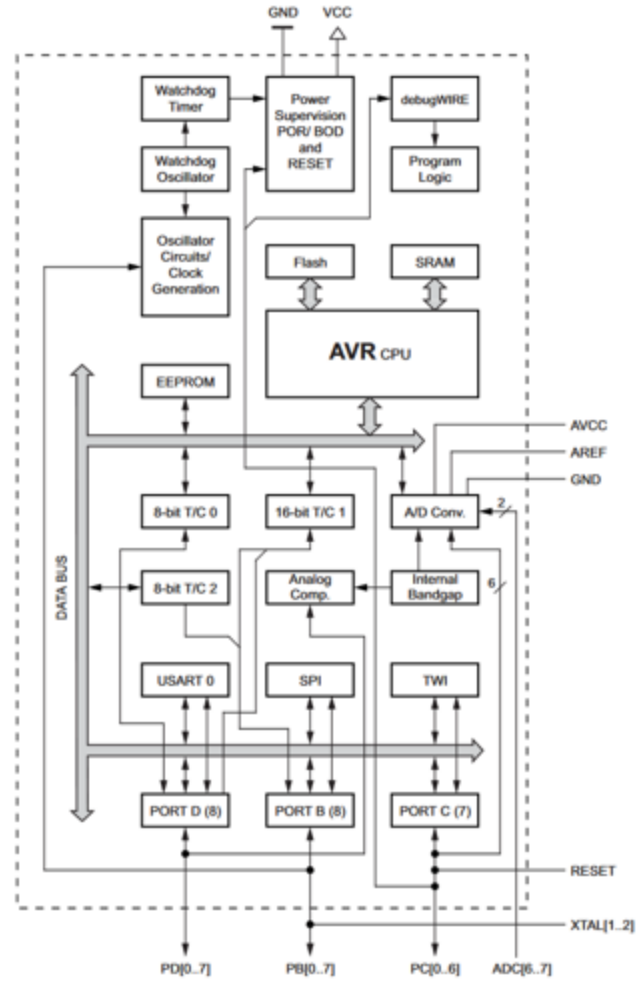 GND VCC
Watchdog
Timer
Power
Supervision
POR/ BOD
and
RESET
debugWIRE
Watchdog
Oscillator
Program
Logic
Oscillator
Circuits/
Clock
Generation
Flash
SRAM
AVR CPU
EEPROM
AVCC
AREF
GND
8-bit T/C 0
16-bit T/C 1
A/D Conv.
2
DATA BUS
8-bit T/C 2
Analog
Comp.
Internal
Bandgap
6
USART 0
SPI
TWI
PORT D (8)
PORT B (8)
PORT C (7)
RESET
XTAL[1..2]
PD[0..7]
PB[0..7]
PC[0..6]
ADC[6..7]